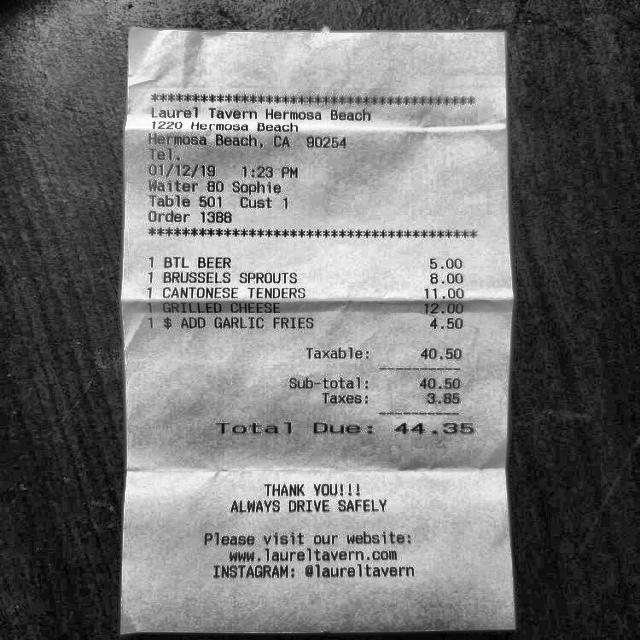 ****************************************
Laurel Tavern Hermosa Beach
1220 Hermosa Beach
Hermosa Beach, CA 90254
Tel.
01/12/19 1:23 PM
Waiter 80 Sophie
Table 501 Cust 1
Order 1388
****************************************
1 BTL BEER 5.00
1 BRUSSELS SPROUTS 8.00
1 CANTONESE TENDERS 11.00
1 GRILLED CHEESE 12.00
1 $ ADD GARLIC FRIES 4.50
Taxable: 40.50
Sub-total: 40.50
Taxes: 3.85
Total Due: 44.35
THANK YOU!!!
ALWAYS DRIVE SAFELY
Please visit our website:
www.laureltavern.com
INSTAGRAM: @laureltavern